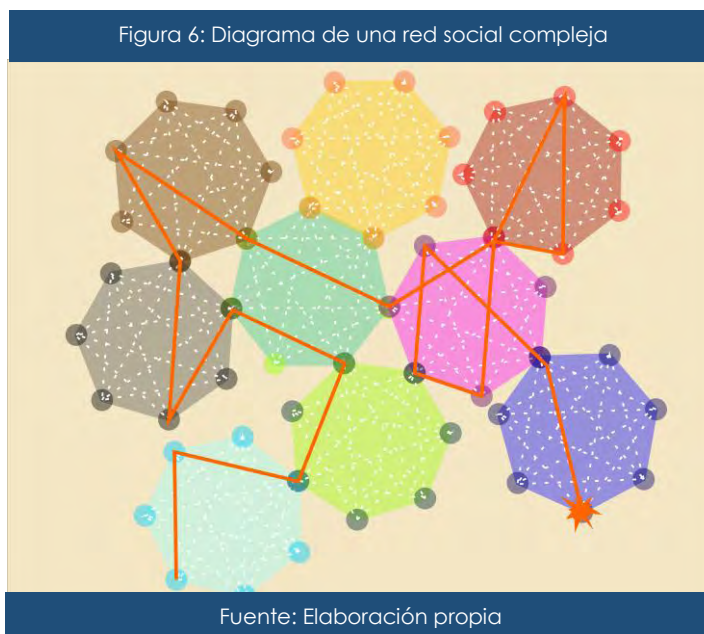 Figura 6: Diagrama de una red social compleja
Fuente: Elaboración propia